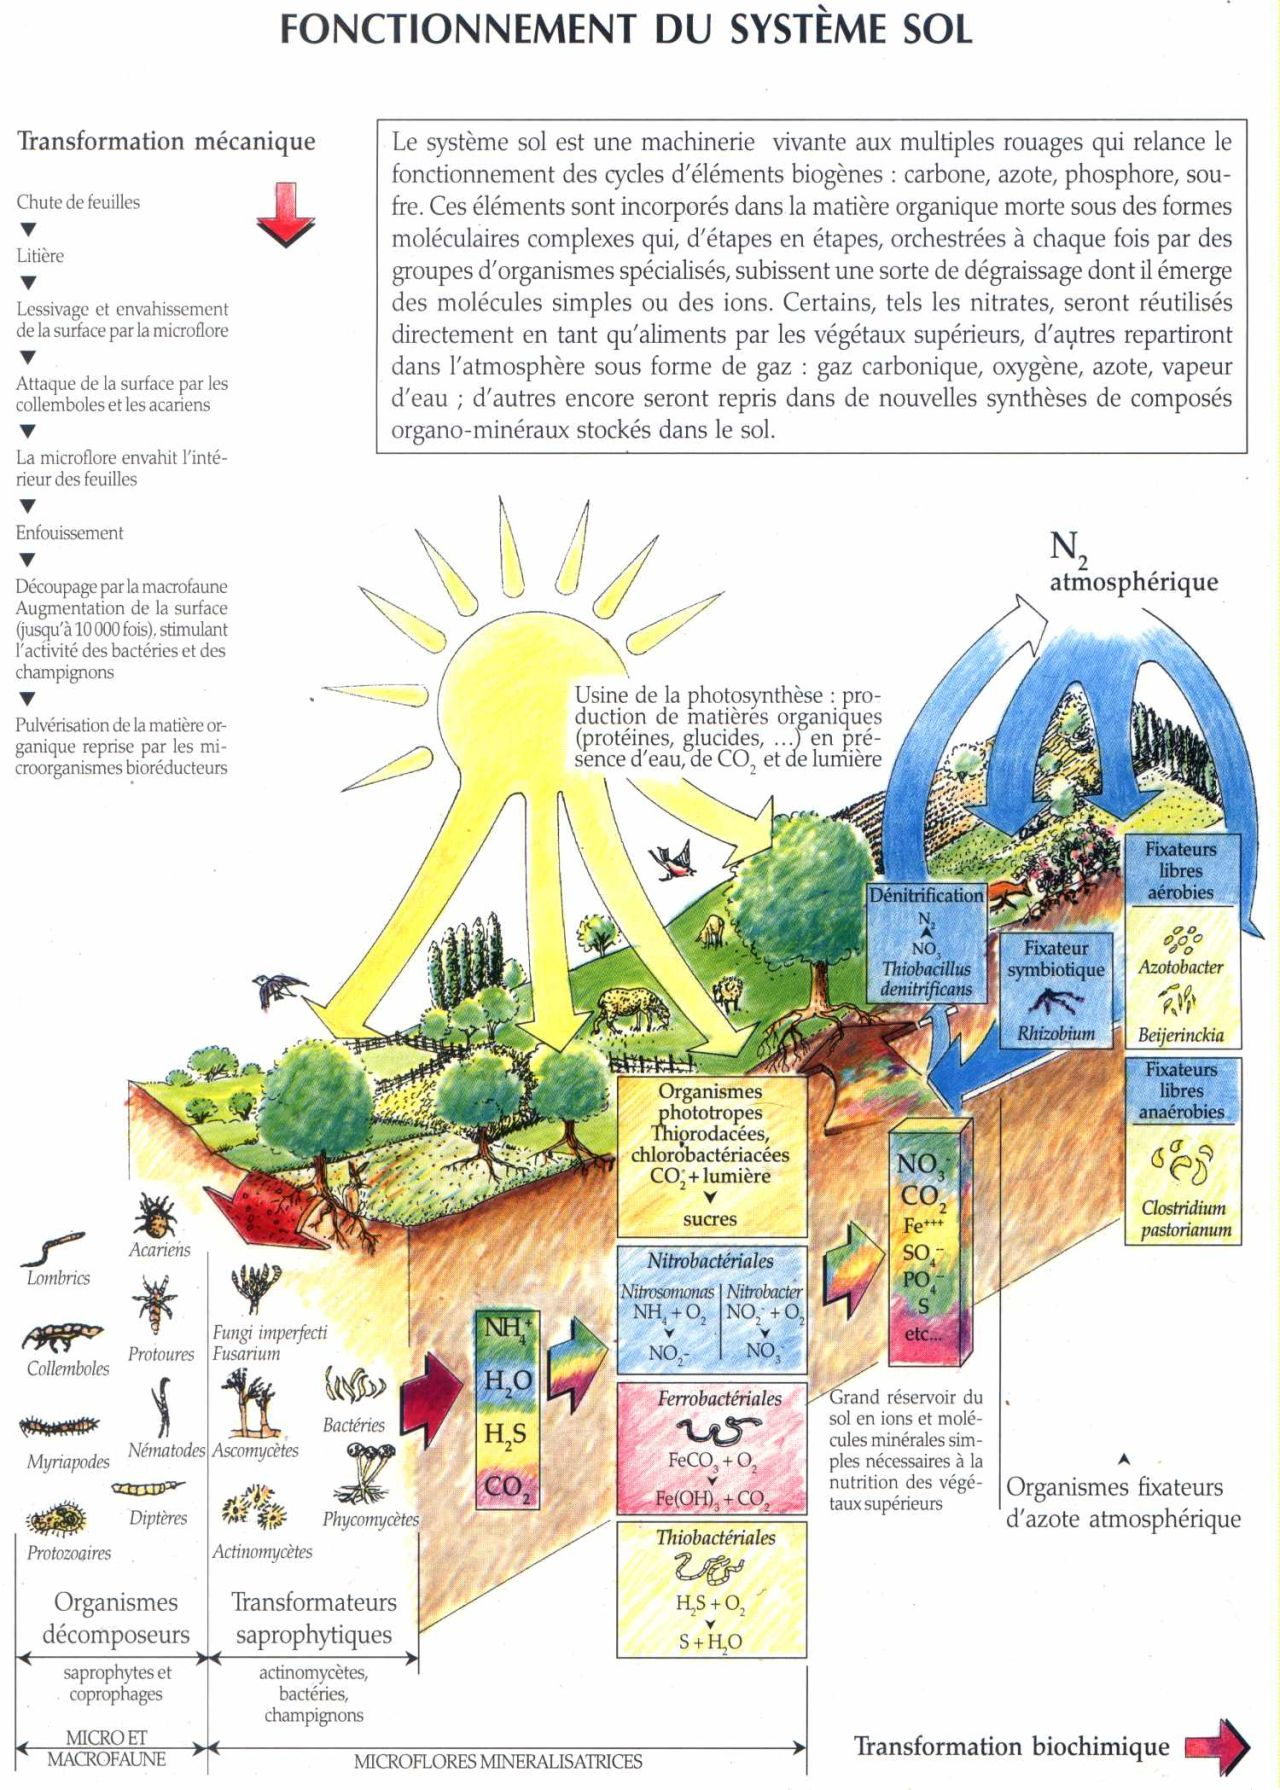 FONCTIONNEMENT DU SYSTÈME SOL
Transformation mécanique
Chute de feuilles
▼
Litière
▼
Lessivage et envahissement
de la surface par la microflore
▼
Attaque de la surface par les
collemboles et les acariens
▼
La microflore envahit l'inté-
rieur des feuilles
▼
Enfouissement
▼
Découpage par la macrofaune
Augmentation de la surface
(jusqu'à 10 000 fois), stimulant
l'activité des bactéries et des
champignons
▼
Pulvérisation de la matière or-
ganique reprise par les mi-
croorganismes bioréducteurs
Le système sol est une machinerie vivante aux multiples rouages qui relance le
fonctionnement des cycles d'éléments biogènes : carbone, azote, phosphore, sou-
fre. Ces éléments sont incorporés dans la matière organique morte sous des formes
moléculaires complexes qui, d'étapes en étapes, orchestrées à chaque fois par des
groupes d'organismes spécialisés, subissent une sorte de dégraissage dont il émerge
des molécules simples ou des ions. Certains, tels les nitrates, seront réutilisés
directement en tant qu'aliments par les végétaux supérieurs, d'autres repartiront
dans l'atmosphère sous forme de gaz : gaz carbonique, oxygène, azote, vapeur
d'eau ; d'autres encore seront repris dans de nouvelles synthèses de composés
organo-minéraux stockés dans le sol.
N₂
atmosphérique
Usine de la photosynthèse : pro-
duction de matières organiques
(protéines, glucides, ...) en pré-
sence d'eau, de CO₂ et de lumière
Dénitrification
N₂
▲
NO₃
Thiobacillus
denitrificans
Fixateur
symbiotique
Rhizobium
Fixateurs
libres
aérobies
Azotobacter
Beijerinckia
Fixateurs
libres
anaérobies
Clostridium
pastorianum
Organismes
phototropes
Thiorodacées,
chlorobactériacées
CO₂ + lumière
▼
sucres
Nitrobactériales
Nitrosomonas
NH₄ + O₂
▼
NO₂-
Nitrobacter
NO₂- + O₂
▼
NO₃-
Ferrobactériales
FeCO₃ + O₂
▼
Fe(OH)₃ + CO₂
Thiobactériales
H₂S + O₂
▼
S + H₂O
NO₃-
CO₂
Fe+++
SO₄--
PO₄--
S
etc...
Grand réservoir du
sol en ions et molé-
cules minérales sim-
ples nécessaires à la
nutrition des végé-
taux supérieurs
▲
Organismes fixateurs
d'azote atmosphérique
NH₄+
H₂O
H₂S
CO₂
Acariens
Lombrics
Protoures
Collemboles
Nématodes
Myriapodes
Diptères
Protozoaires
Fungi imperfecti
Fusarium
Bactéries
Ascomycètes
Phycomycètes
Actinomycètes
Organismes
décomposeurs
Transformateurs
saprophytiques
saprophytes et
coprophages
actinomycètes,
bactéries,
champignons
MICRO ET
MACROFAUNE
MICROFLORES MINERALISATRICES
Transformation biochimique